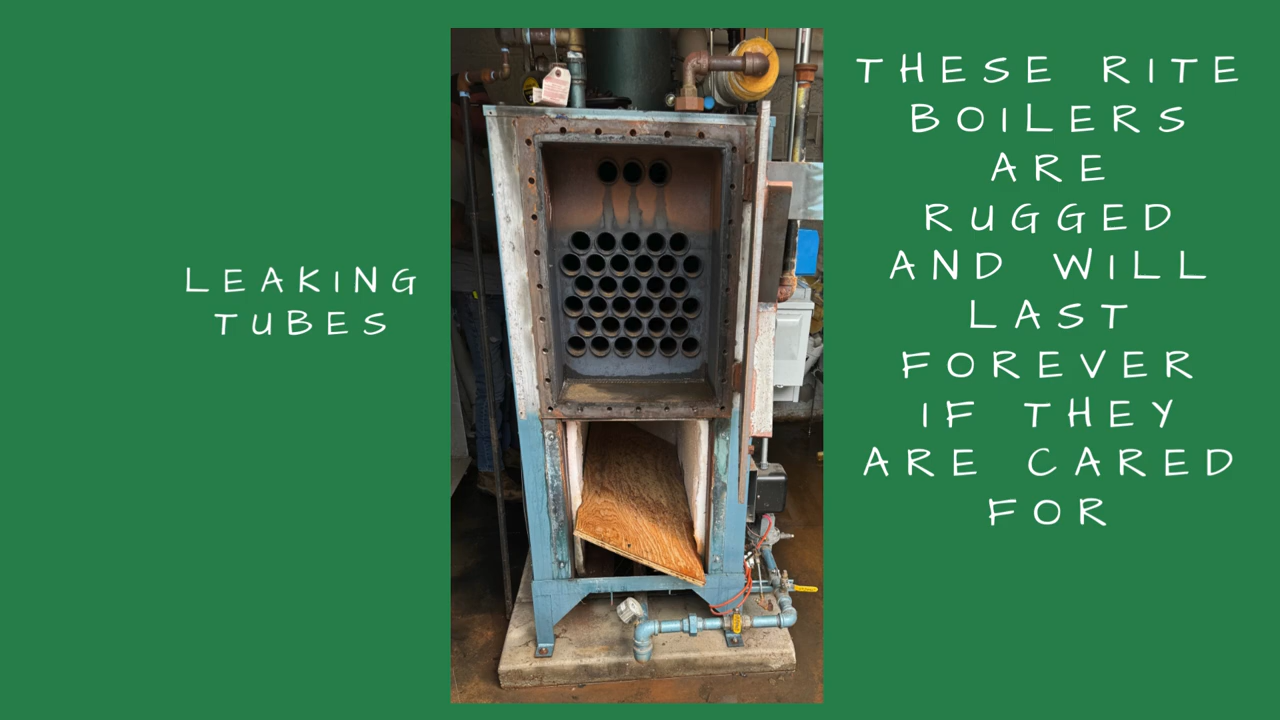 LEAKING
TUBES
THESE RITE
BOILERS
ARE
RUGGED
AND WILL
LAST
FOREVER
IF THEY
ARE CARED
FOR